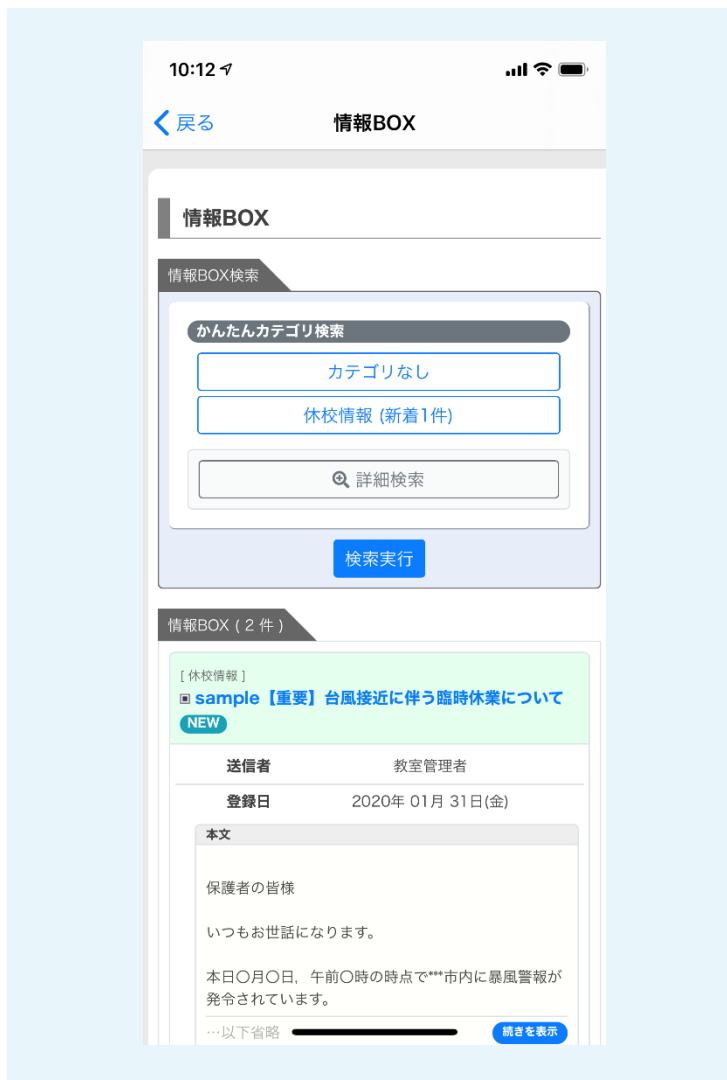 10:12
戻る
情報BOX
情報BOX
情報BOX検索
かんたんカテゴリ検索
カテゴリなし
休校情報 (新着1件)
詳細検索
検索実行
情報BOX ( 2 件 )
[ 休校情報 ]
sample【重要】台風接近に伴う臨時休業について
NEW
送信者 教室管理者
登録日 2020年 01月 31日(金)
本文
保護者の皆様
いつもお世話になります。
本日〇月〇日，午前〇時の時点で***市内に暴風警報が
発令されています。
…以下省略 続きを表示